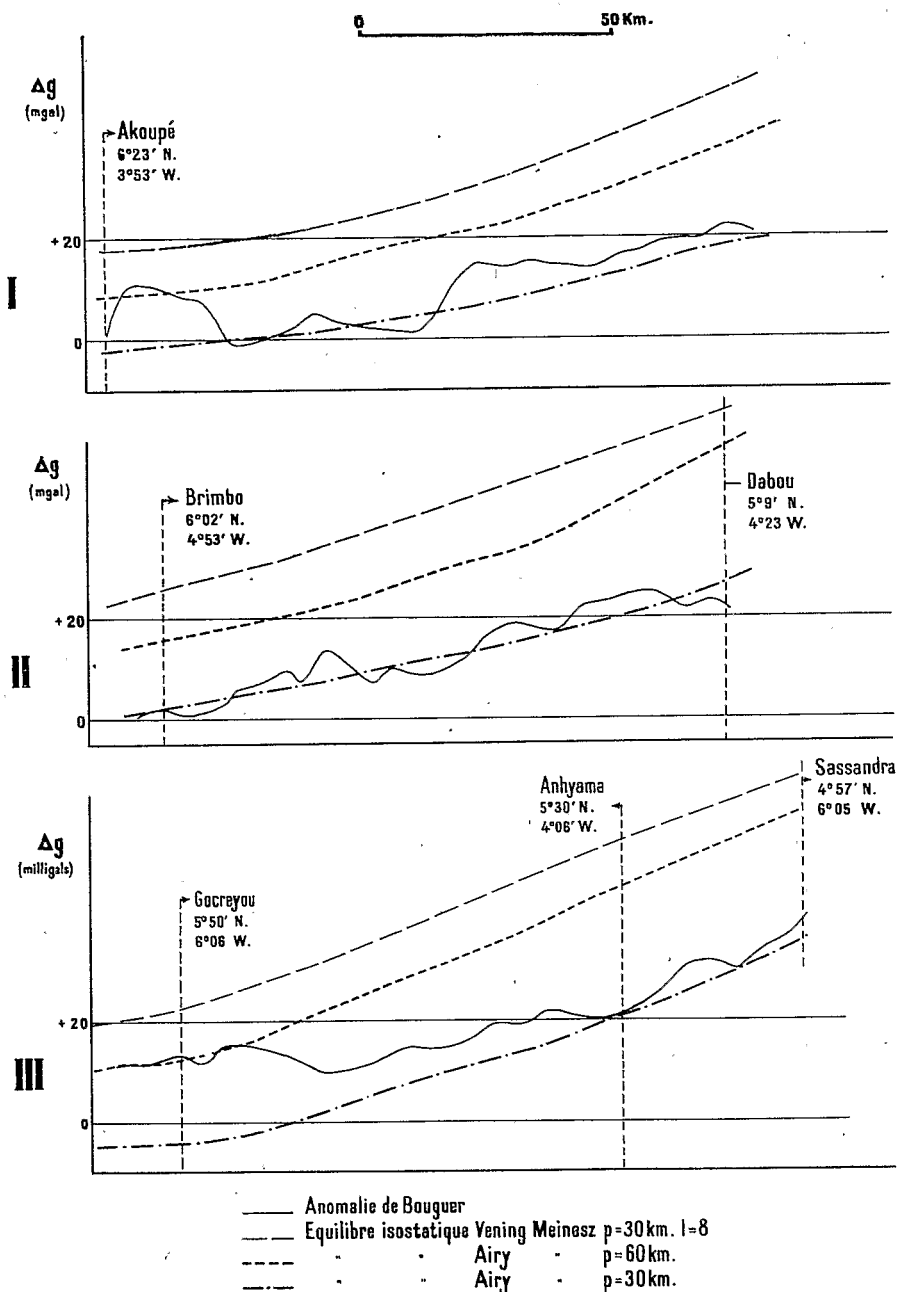 0 50 Km.
Δg
(mgal)
Akoupé
6°23' N.
3°53' W.
+ 20
I
0
Δg
(mgal)
Brimbo
6°02' N.
4°53' W.
Dabou
5°9' N.
4°23 W.
+ 20
II
0
Δg
(milligals)
Sassandra
4°57' N.
6°05 W.
Anhyama
5°30' N.
4°06' W.
Gocreyou
5°50' N.
6°06 W.
+ 20
III
0
Anomalie de Bouguer
Equilibre isostatique Vening Meinesz p=30km. l=8
" " Airy " p=60km.
" " Airy " p=30km.